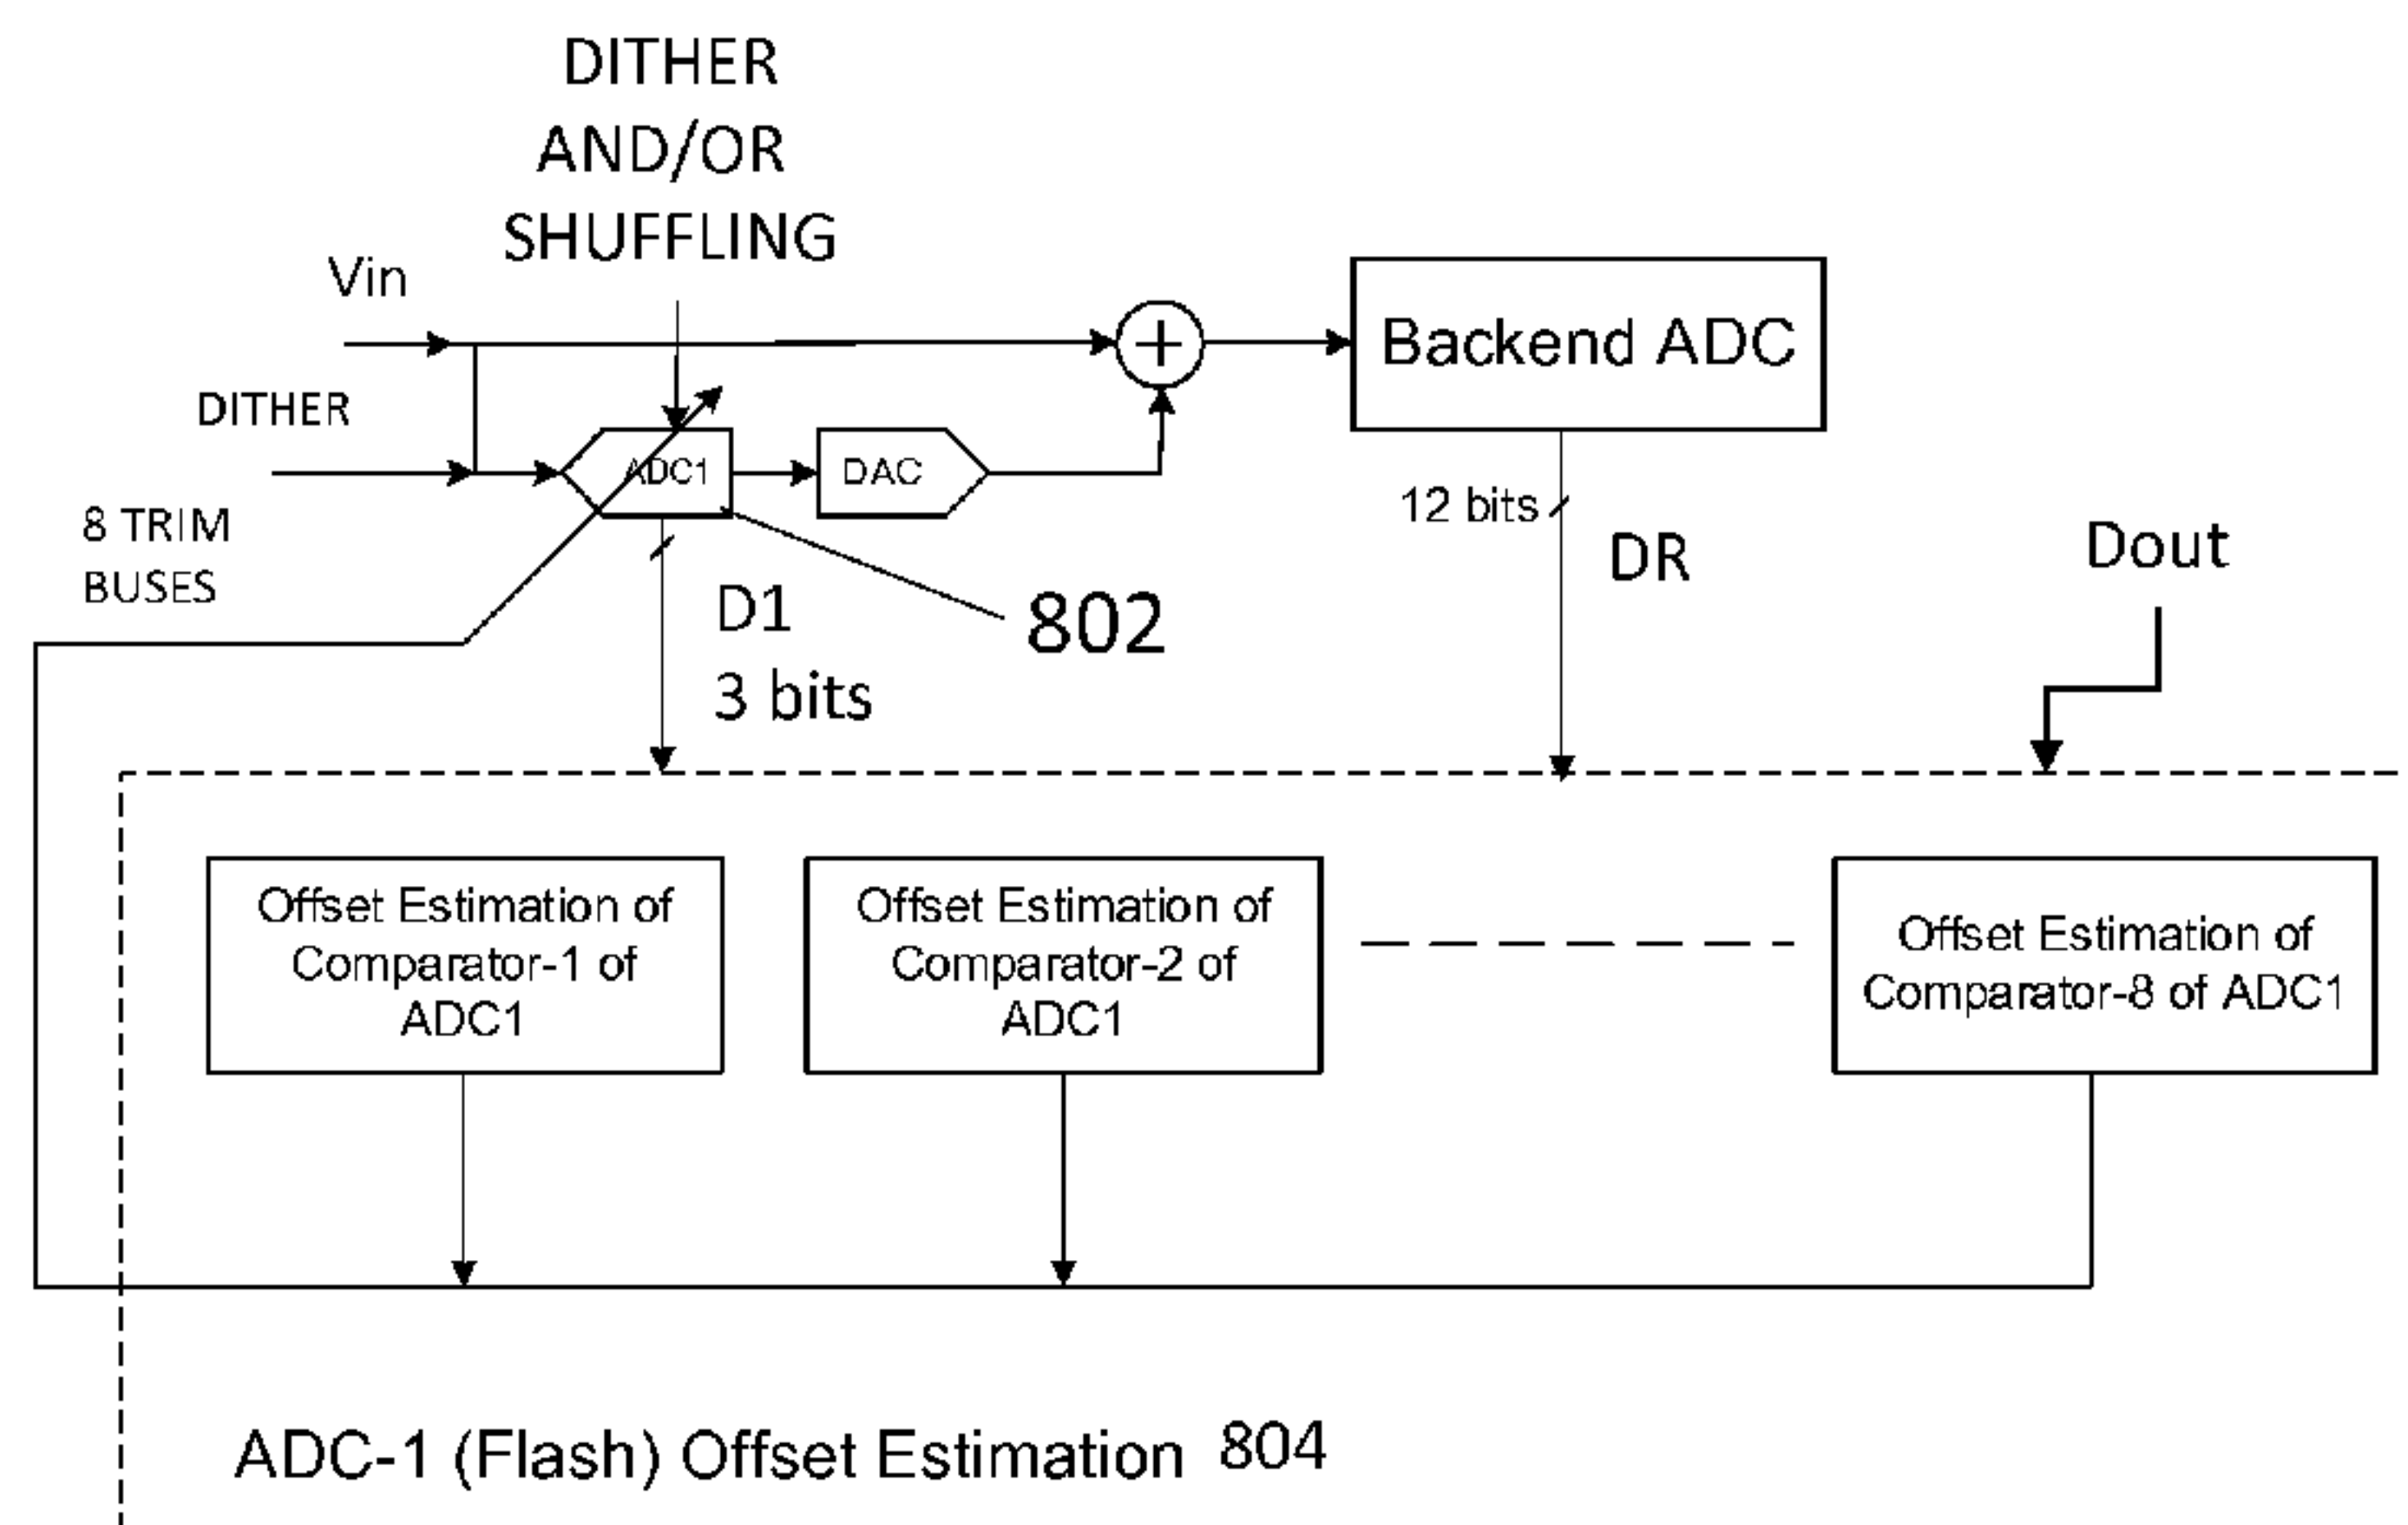 DITHER
AND/OR
SHUFFLING
Vin
+
Backend ADC
DITHER
ADC1
DAC
8 TRIM
BUSES
12 bits
DR
Dout
D1
3 bits
802
Offset Estimation of
Comparator-1 of
ADC1
Offset Estimation of
Comparator-2 of
ADC1
Offset Estimation of
Comparator-8 of ADC1
ADC-1 (Flash) Offset Estimation 804